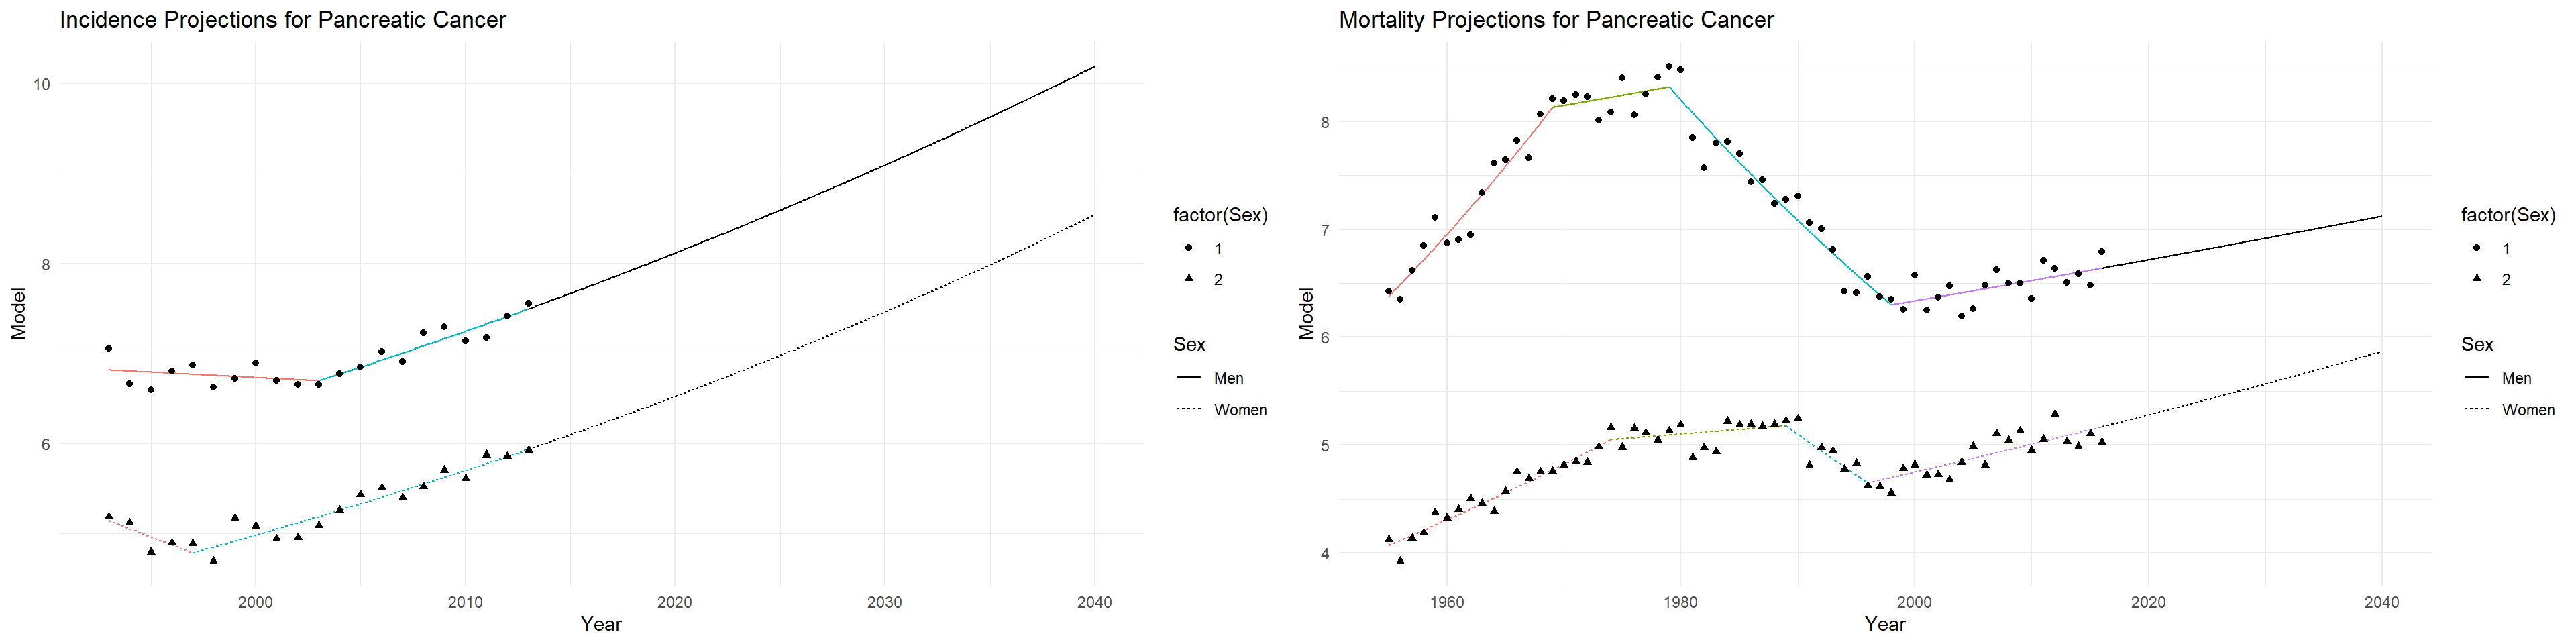 Incidence Projections for Pancreatic Cancer
10
8
6
Model
2000
2010
2020
2030
2040
Year
factor(Sex)
1
2
Sex
Men
Women
Mortality Projections for Pancreatic Cancer
8
7
6
5
4
Model
1960
1980
2000
2020
2040
Year
factor(Sex)
1
2
Sex
Men
Women